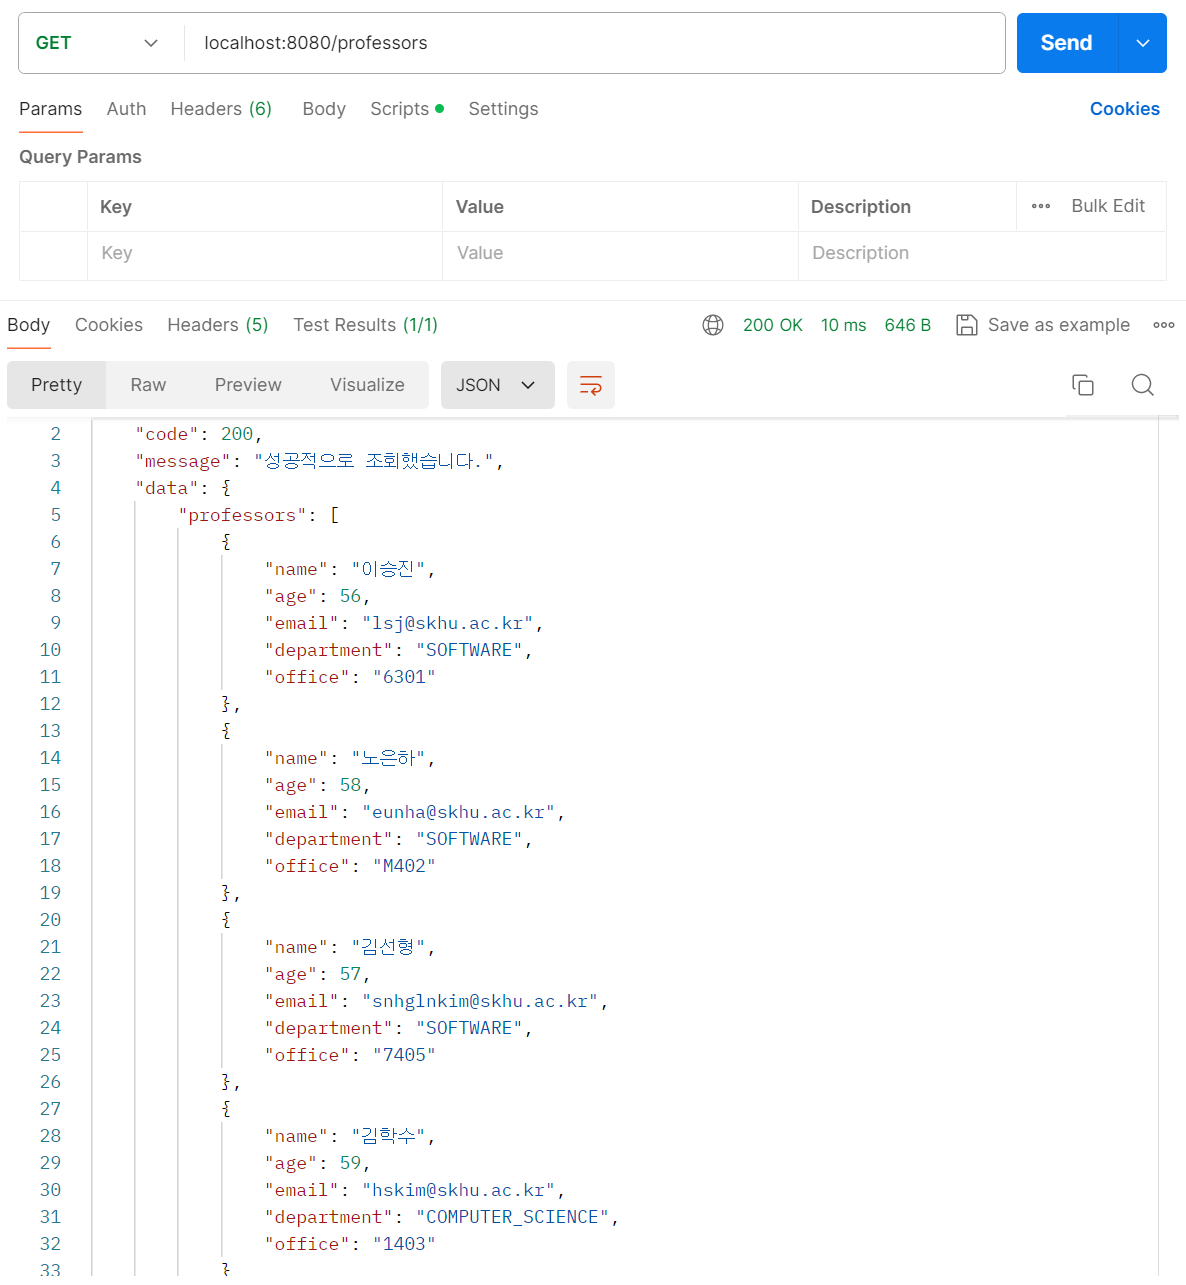 GET localhost:8080/professors Send
Params Auth Headers (6) Body Scripts Settings Cookies
Query Params
Key Value Description Bulk Edit
Key Value Description
Body Cookies Headers (5) Test Results (1/1) 200 OK 10 ms 646 B Save as example
Pretty Raw Preview Visualize JSON
2 "code": 200,
3 "message": "성공적으로 조회했습니다.",
4 "data": {
5 "professors": [
6 {
7 "name": "이승진",
8 "age": 56,
9 "email": "lsj@skhu.ac.kr",
10 "department": "SOFTWARE",
11 "office": "6301"
12 },
13 {
14 "name": "노은하",
15 "age": 58,
16 "email": "eunha@skhu.ac.kr",
17 "department": "SOFTWARE",
18 "office": "M402"
19 },
20 {
21 "name": "김선형",
22 "age": 57,
23 "email": "snhglnkim@skhu.ac.kr",
24 "department": "SOFTWARE",
25 "office": "7405"
26 },
27 {
28 "name": "김학수",
29 "age": 59,
30 "email": "hskim@skhu.ac.kr",
31 "department": "COMPUTER_SCIENCE",
32 "office": "1403"
33 }